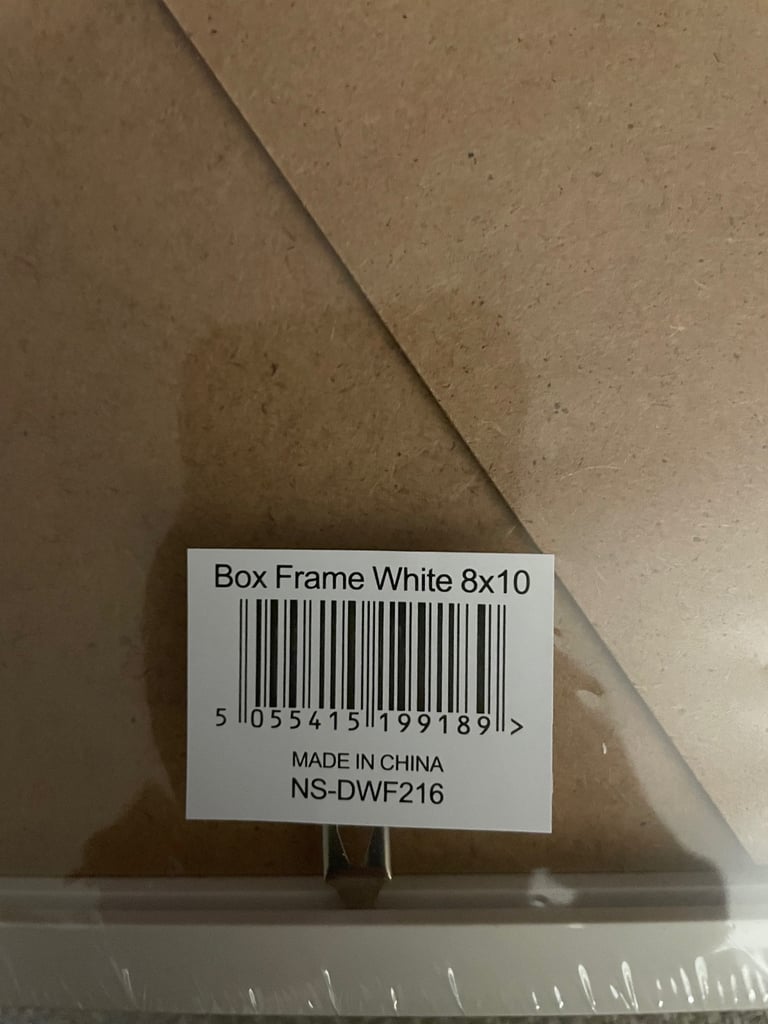 Box Frame White 8x10
5 055415 199189 >
MADE IN CHINA
NS-DWF216